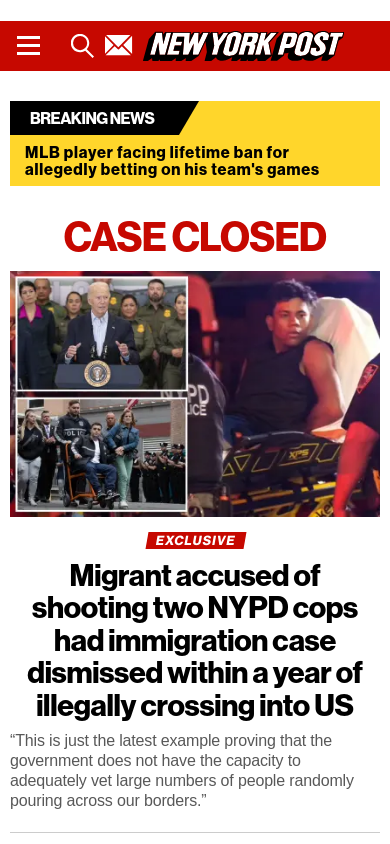 NEW YORK POST
BREAKING NEWS
MLB player facing lifetime ban for
allegedly betting on his team's games
CASE CLOSED
NYPD
POLICE
POLICE
XPS
EXCLUSIVE
Migrant accused of
shooting two NYPD cops
had immigration case
dismissed within a year of
illegally crossing into US
“This is just the latest example proving that the
government does not have the capacity to
adequately vet large numbers of people randomly
pouring across our borders.”